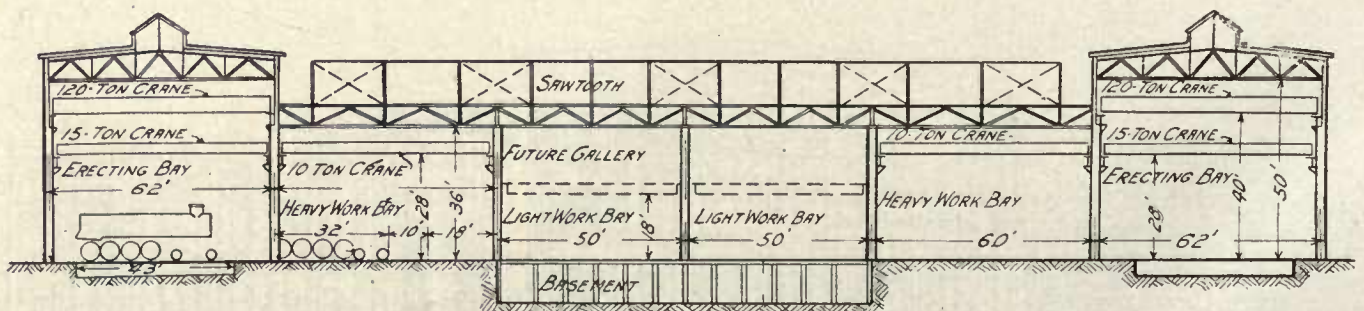 120-TON CRANE
15-TON CRANE
ERECTING BAY
62'
43'
SAWTOOTH
10 TON CRANE
HEAVY WORK BAY
32'
10'
28'
18'
36'
FUTURE GALLERY
LIGHT WORK BAY
50'
18'
LIGHT WORK BAY
50'
BASEMENT
10-TON CRANE
HEAVY WORK BAY
60'
120-TON CRANE
15-TON CRANE
ERECTING BAY
62'
28'
40'
50'